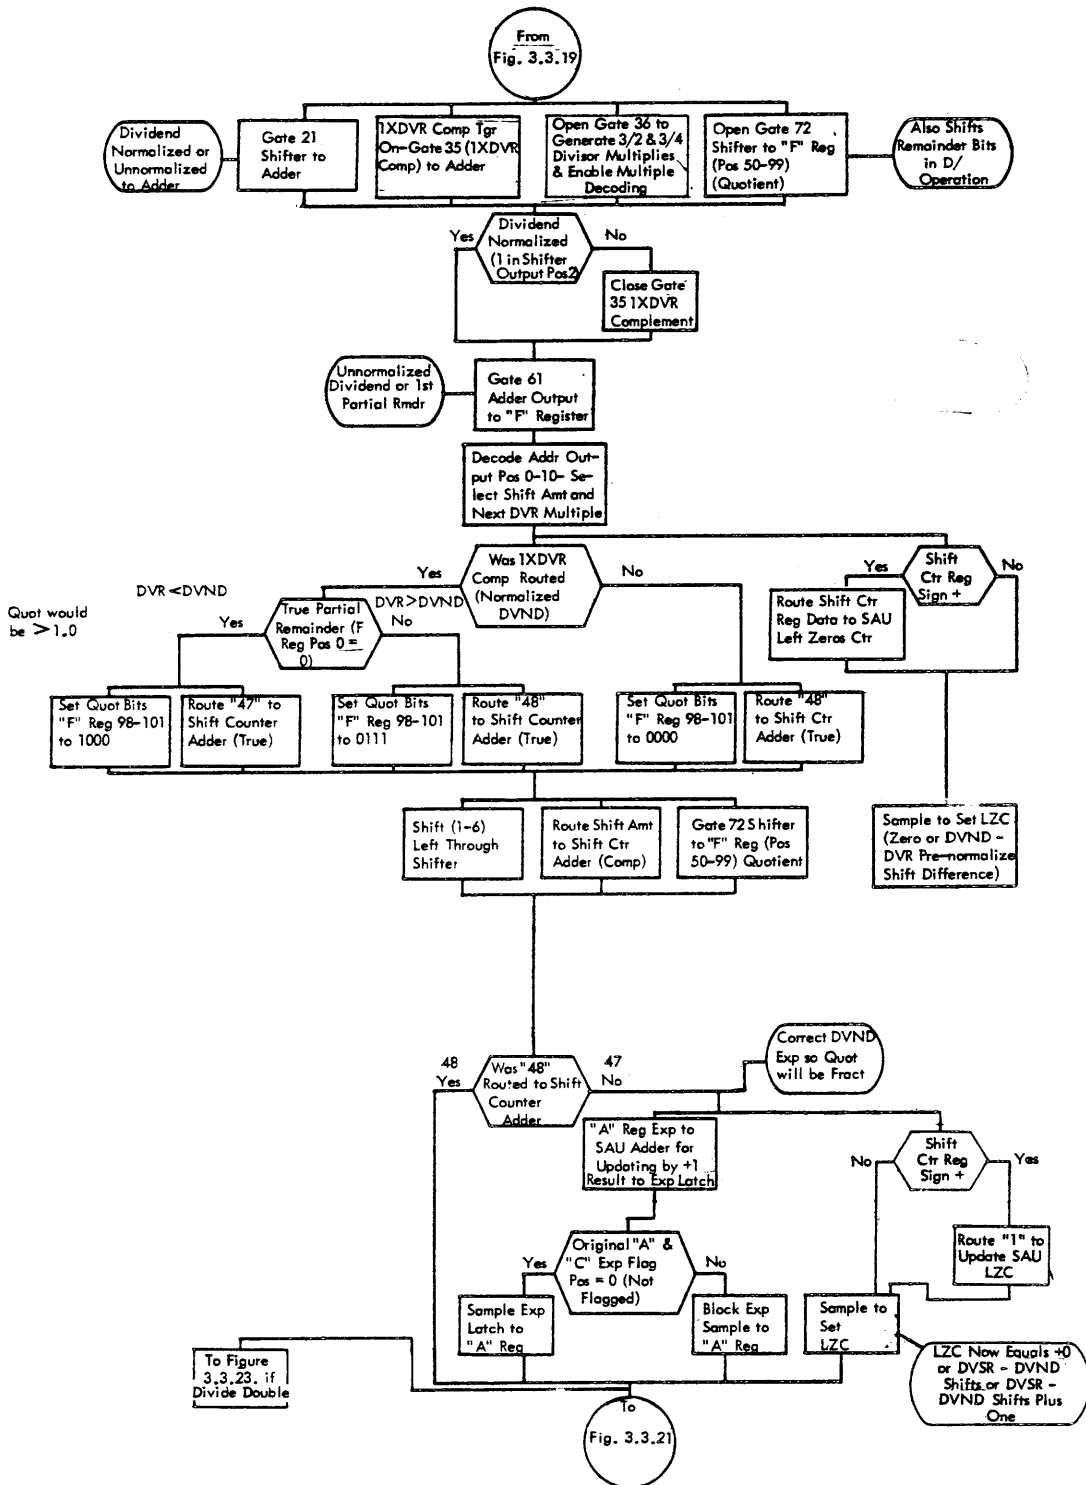 From
Fig. 3.3.19
Dividend
Normalized or
Unnormalized
to Adder
Gate 21
Shifter to
Adder
1XDVR Comp Tgr
On-Gate 35 (1XDVR
Comp) to Adder
Open Gate 36 to
Generate 3/2 & 3/4
Divisor Multiplies
& Enable Multiple
Decoding
Open Gate 72
Shifter to "F" Reg
(Pos 50-99)
(Quotient)
Also Shifts
Remainder Bits
in D/
Operation
Yes
Dividend
Normalized
(1 in Shifter
Output Pos2)
No
Close Gate
35 1XDVR
Complement
Unnormalized
Dividend or 1st
Partial Rmdr
Gate 61
Adder Output
to "F" Register
Decode Addr Out-
put Pos 0-10- Se-
lect Shift Amt and
Next DVR Multiple
Was 1XDVR
Comp Routed
(Normalized
DVND)
Yes
No
Yes
Shift
Ctr Reg
Sign +
No
Route Shift Ctr
Reg Data to SAU
Left Zeros Ctr
Quot would
be > 1.0
DVR < DVND
DVR > DVND
Yes
True Partial
Remainder (F
Reg Pos 0 =
0)
No
Set Quot Bits
"F" Reg 98-101
to 1000
Route "47" to
Shift Counter
Adder (True)
Set Quot Bits
"F" Reg 98-101
to 0111
Route "48"
to Shift Counter
Adder (True)
Set Quot Bits
"F" Reg 98-101
to 0000
Route "48"
to Shift Ctr
Adder (True)
Shift (1-6)
Left Through
Shifter
Route Shift Amt
to Shift Ctr
Adder (Comp)
Gate 72 Shifter
to "F" Reg (Pos
50-99) Quotient
Sample to Set LZC
(Zero or DVND -
DVR Pre-normalize
Shift Difference)
48
Yes
Was "48"
Routed to Shift
Counter
Adder
47
No
Correct DVND
Exp so Quot
will be Fract
"A" Reg Exp to
SAU Adder for
Updating by +1
Result to Exp Latch
No
Shift
Ctr Reg
Sign +
Yes
Route "1" to
Update SAU
LZC
Yes
Original "A" &
"C" Exp Flag
Pos = 0 (Not
Flagged)
No
Sample Exp
Latch to
"A" Reg
Block Exp
Sample to
"A" Reg
Sample to
Set
LZC
LZC Now Equals +0
or DVSR - DVND
Shifts or DVSR -
DVND Shifts Plus
One
To Figure
3.3.23. if
Divide Double
To
Fig. 3.3.21